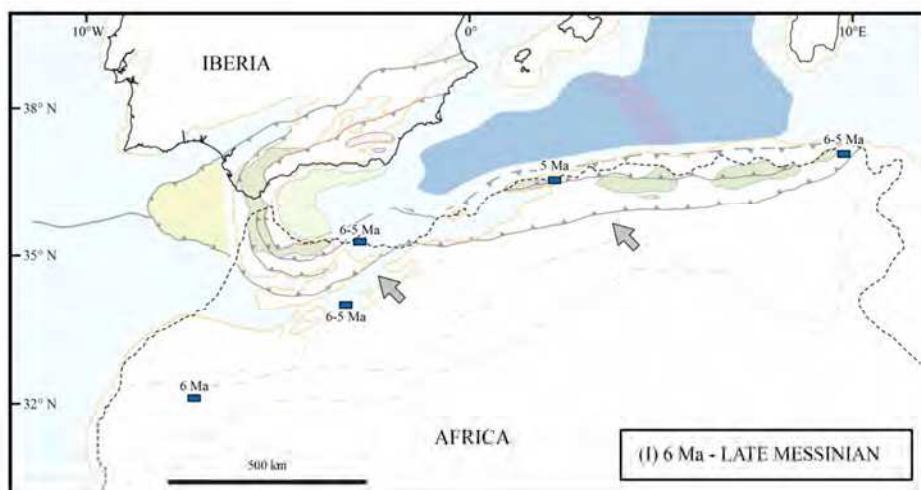 10°W
0°
10°E
IBERIA
38° N
6-5 Ma
5 Ma
6-5 Ma
35° N
6-5 Ma
6 Ma
32° N
AFRICA
500 km
(I) 6 Ma - LATE MESSINIAN